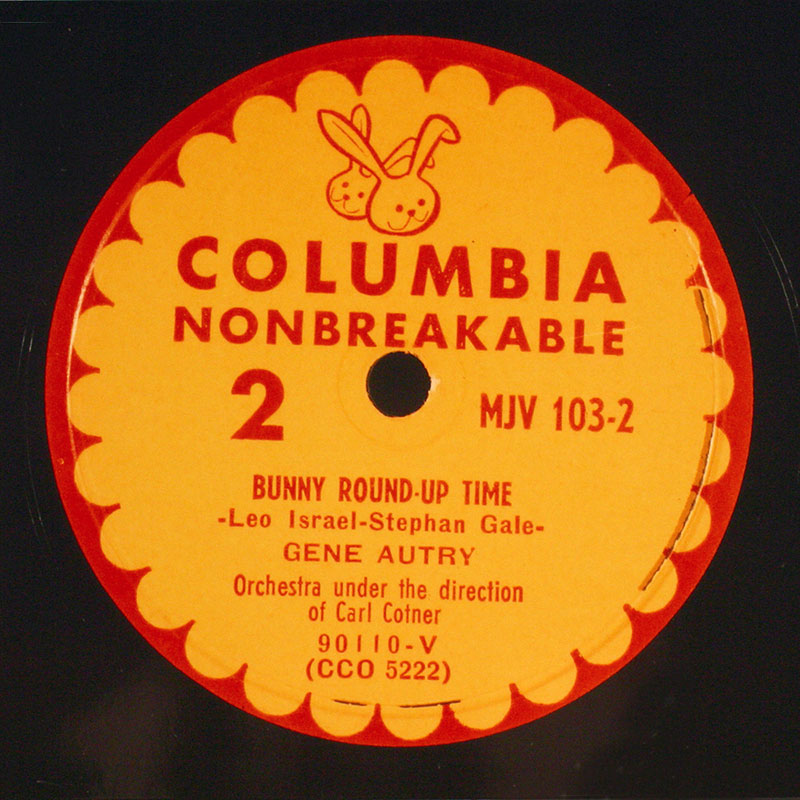 COLUMBIA
NONBREAKABLE
2 MJV 103-2
BUNNY ROUND-UP TIME
-Leo Israel-Stephan Gale-
GENE AUTRY
Orchestra under the direction
of Carl Cotner
90110-V
(CCO 5222)